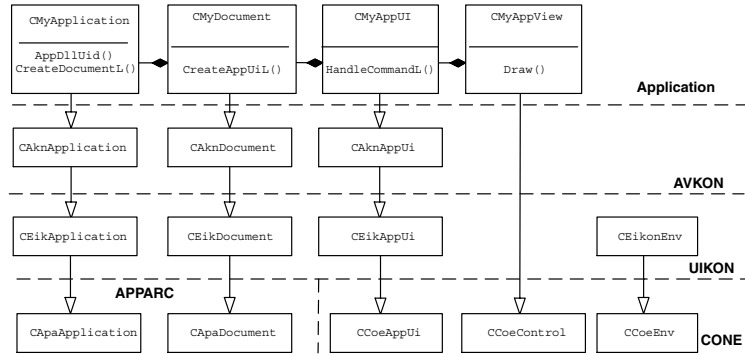 CMyApplication CMyDocument CMyAppUI CMyAppView
AppDllUid()
CreateDocumentL() CreateAppUiL() HandleCommandL() Draw()
Application
CAknApplication CAknDocument CAknAppUi
AVKON
CEikApplication CEikDocument CEikAppUi CEikonEnv
UIKON
APPARC
CApaApplication CApaDocument CCoeAppUi CCoeControl CCoeEnv
CONE